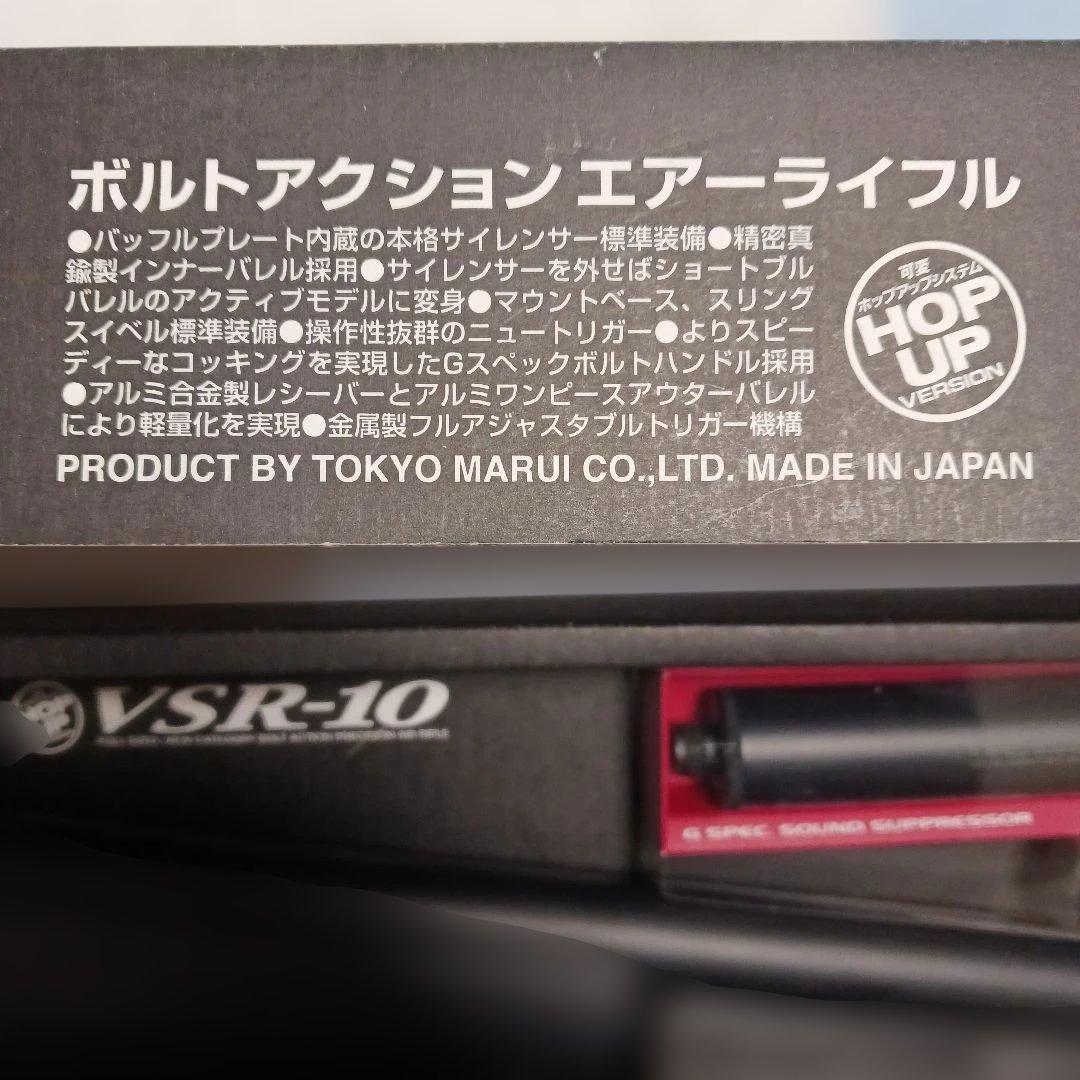 ボルトアクション エアーライフル
●バッフルプレート内蔵の本格サイレンサー標準装備●精密真
鍮製インナーバレル採用●サイレンサーを外せばショートブル
バレルのアクティブモデルに変身●マウントベース、スリング
スイベル標準装備●操作性抜群のニュートリガー●よりスピー
ディーなコッキングを実現したGスペックボルトハンドル採用
●アルミ合金製レシーバーとアルミワンピースアウターバレル
により軽量化を実現●金属製フルアジャスタブルトリガー機構
可変
ホップアップシステム
HOP
UP
VERSION
PRODUCT BY TOKYO MARUI CO.,LTD. MADE IN JAPAN
VSR-10
G SPEC. SOUND SUPPRESSOR